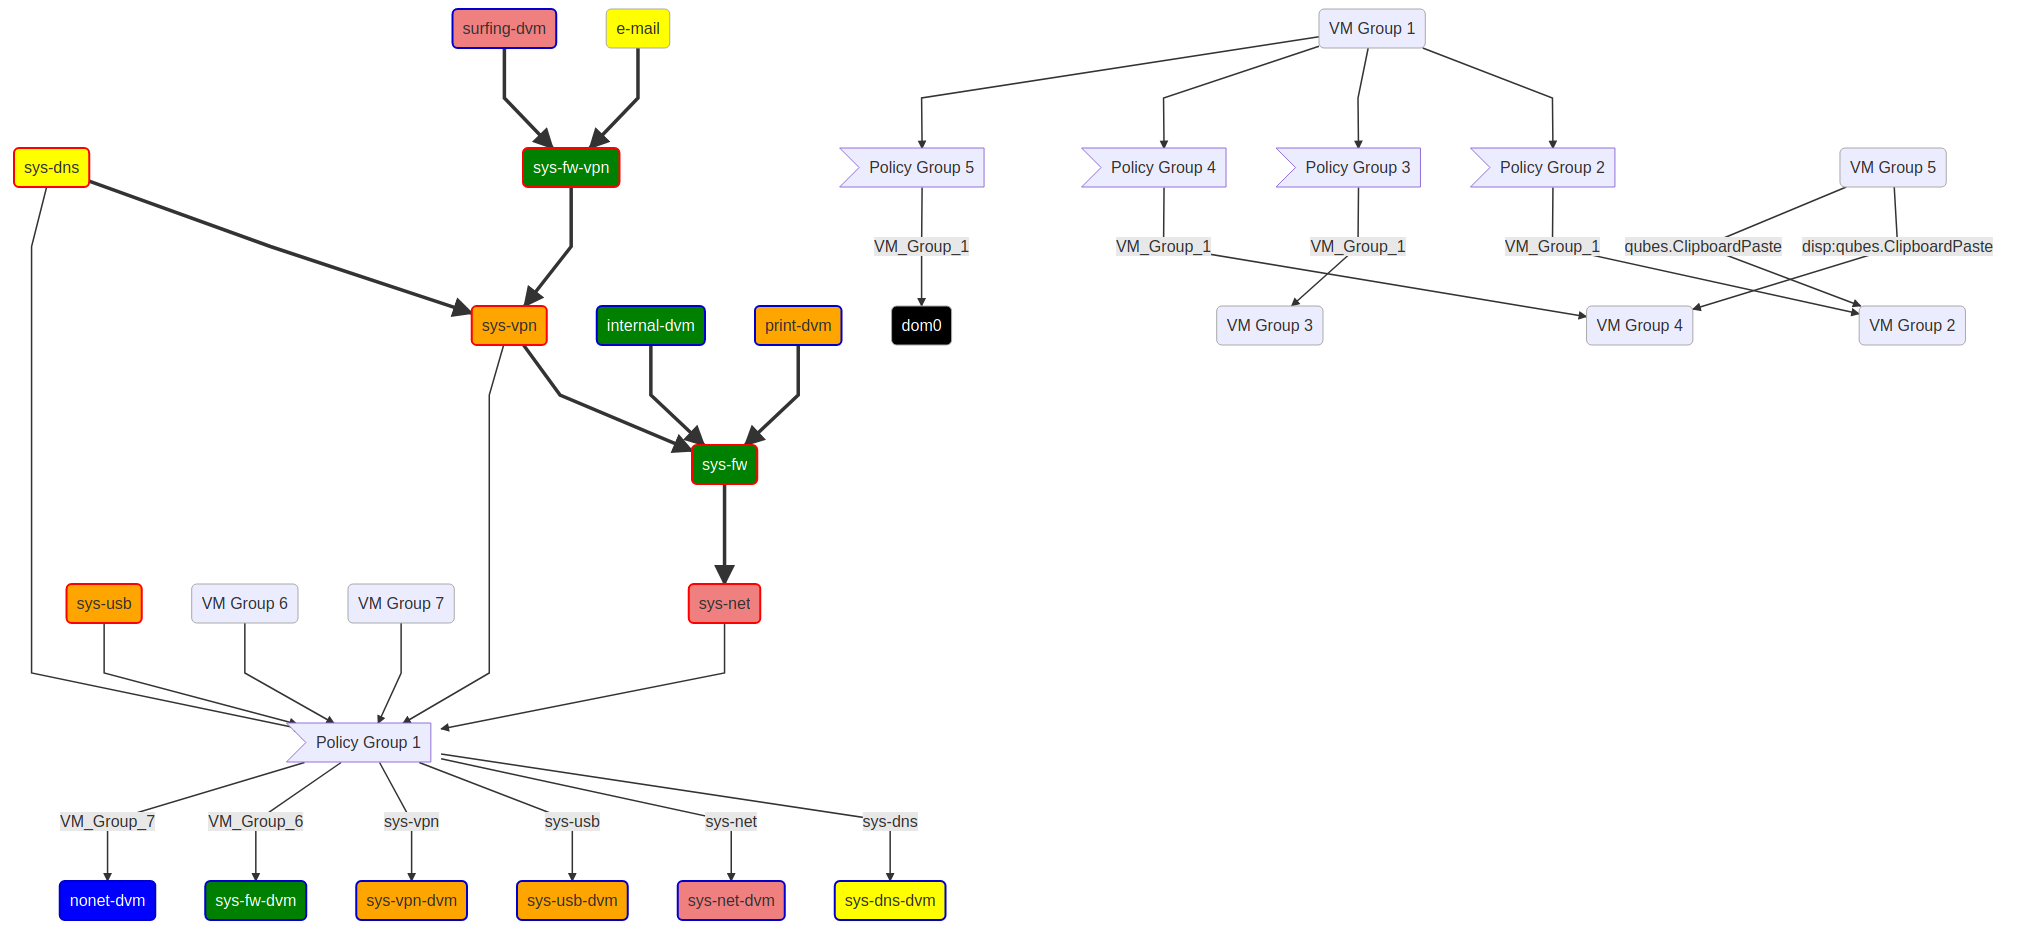 surfing-dvm
e-mail
VM Group 1
sys-dns
sys-fw-vpn
Policy Group 5
Policy Group 4
Policy Group 3
Policy Group 2
VM Group 5
VM_Group_1
VM_Group_1
VM_Group_1
VM_Group_1
qubes.ClipboardPaste
disp:qubes.ClipboardPaste
sys-vpn
internal-dvm
print-dvm
dom0
VM Group 3
VM Group 4
VM Group 2
sys-fw
sys-usb
VM Group 6
VM Group 7
sys-net
Policy Group 1
VM_Group_7
VM_Group_6
sys-vpn
sys-usb
sys-net
sys-dns
nonet-dvm
sys-fw-dvm
sys-vpn-dvm
sys-usb-dvm
sys-net-dvm
sys-dns-dvm